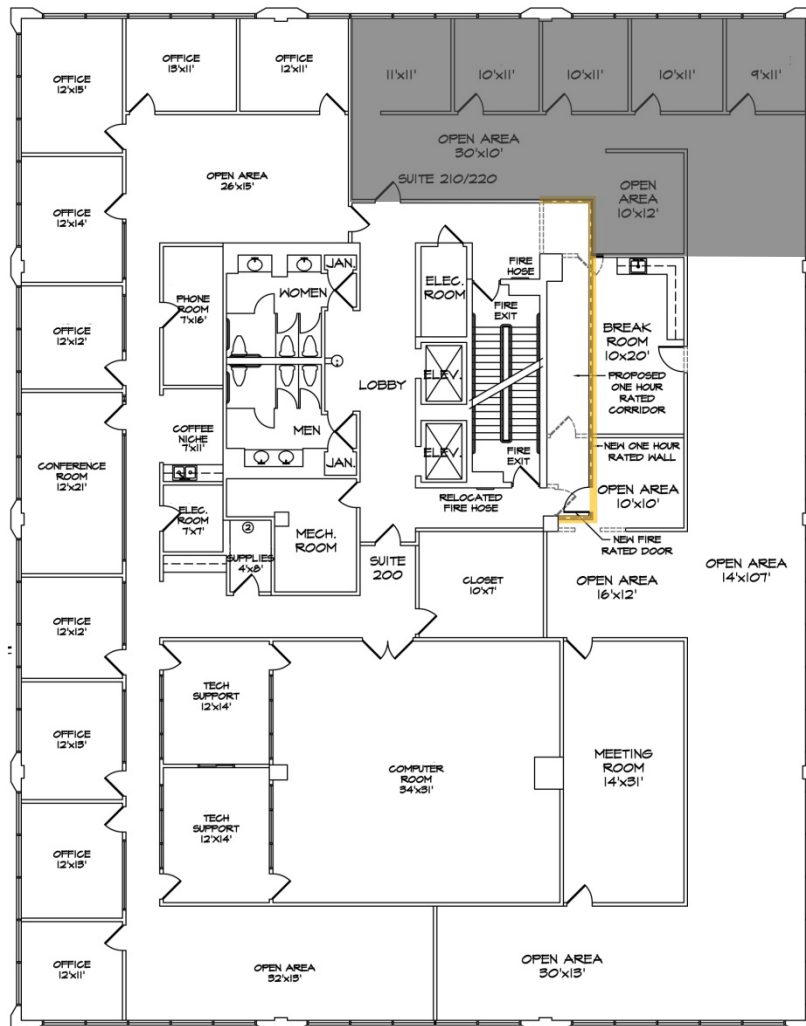 OFFICE
12'x15'
OFFICE
13'x11'
OFFICE
12'x11'
11'x11'
10'x11'
10'x11'
10'x11'
9'x11'
OPEN AREA
30'x10'
SUITE 210/220
OPEN
AREA
10'x12'
OPEN AREA
26'x15'
OFFICE
12'x14'
OFFICE
12'x12'
PHONE
ROOM
7'x16'
JAN.
WOMEN
MEN
JAN.
ELEC.
ROOM
FIRE
HOSE
FIRE
EXIT
ELEV.
LOBBY
ELEV.
FIRE
EXIT
RELOCATED
FIRE HOSE
BREAK
ROOM
10'x20'
PROPOSED
ONE HOUR
RATED
CORRIDOR
NEW ONE HOUR
RATED WALL
OPEN AREA
10'x10'
NEW FIRE
RATED DOOR
COFFEE
NICHE
7'x11'
CONFERENCE
ROOM
12'x21'
ELEC.
ROOM
7'x7'
2
SUPPLIES
4'x8'
MECH.
ROOM
SUITE
200
CLOSET
10'x7'
OPEN AREA
16'x12'
OPEN AREA
14'x107'
OFFICE
12'x12'
TECH
SUPPORT
12'x14'
OFFICE
12'x13'
COMPUTER
ROOM
34'x31'
MEETING
ROOM
14'x31'
TECH
SUPPORT
12'x14'
OFFICE
12'x13'
OFFICE
12'x11'
OPEN AREA
32'x13'
OPEN AREA
30'x13'